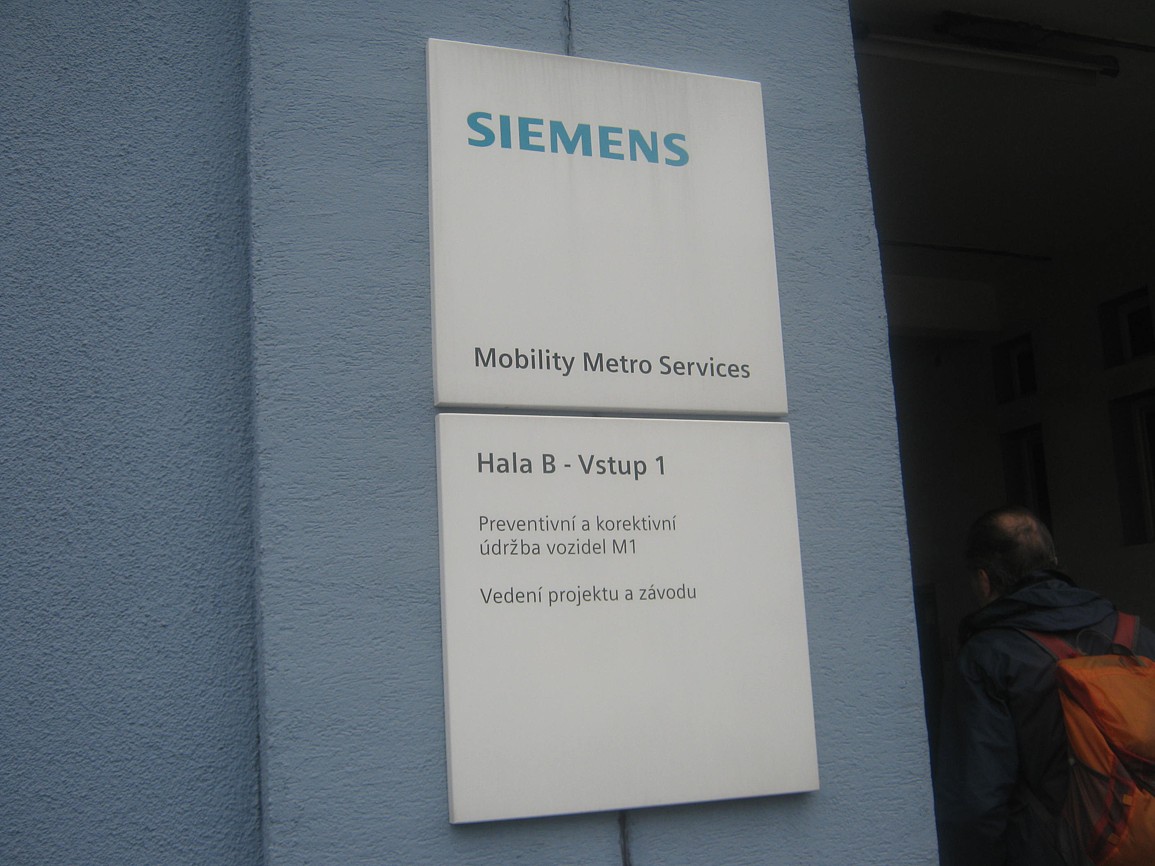 SIEMENS
Mobility Metro Services
Hala B - Vstup 1
Preventivní a korektivní
údržba vozidel M1
Vedení projektu a závodu